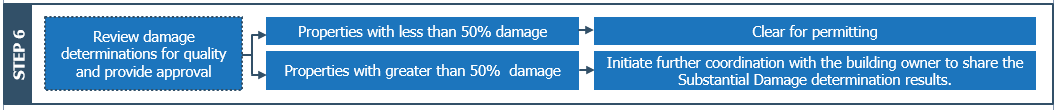 STEP 6
Review damage
determinations for quality
and provide approval
Properties with less than 50% damage
Clear for permitting
Properties with greater than 50% damage
Initiate further coordination with the building owner to share the
Substantial Damage determination results.